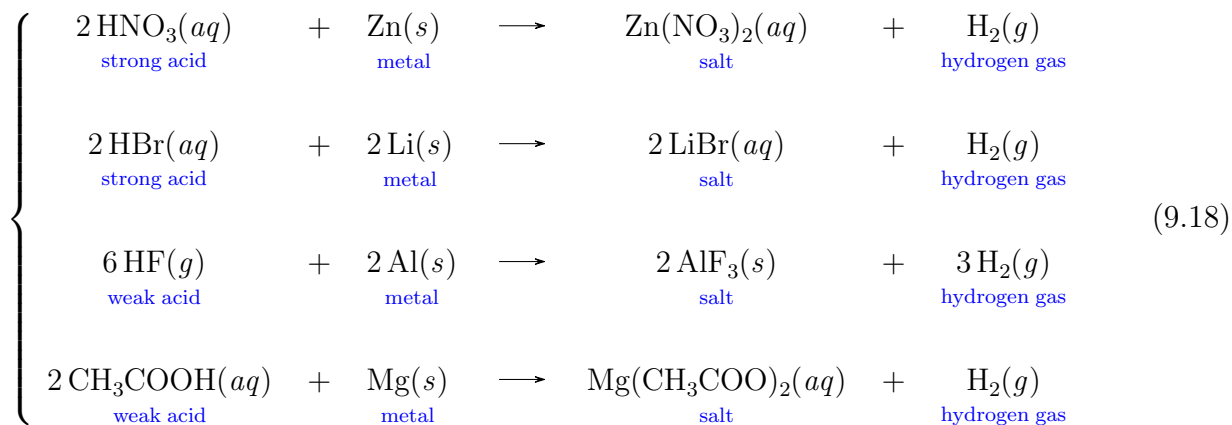 2 HNO₃(aq) + Zn(s) ⟶ Zn(NO₃)₂(aq) + H₂(g)
strong acid metal salt hydrogen gas
2 HBr(aq) + 2 Li(s) ⟶ 2 LiBr(aq) + H₂(g)
strong acid metal salt hydrogen gas
(9.18)
6 HF(g) + 2 Al(s) ⟶ 2 AlF₃(s) + 3 H₂(g)
weak acid metal salt hydrogen gas
2 CH₃COOH(aq) + Mg(s) ⟶ Mg(CH₃COO)₂(aq) + H₂(g)
weak acid metal salt hydrogen gas